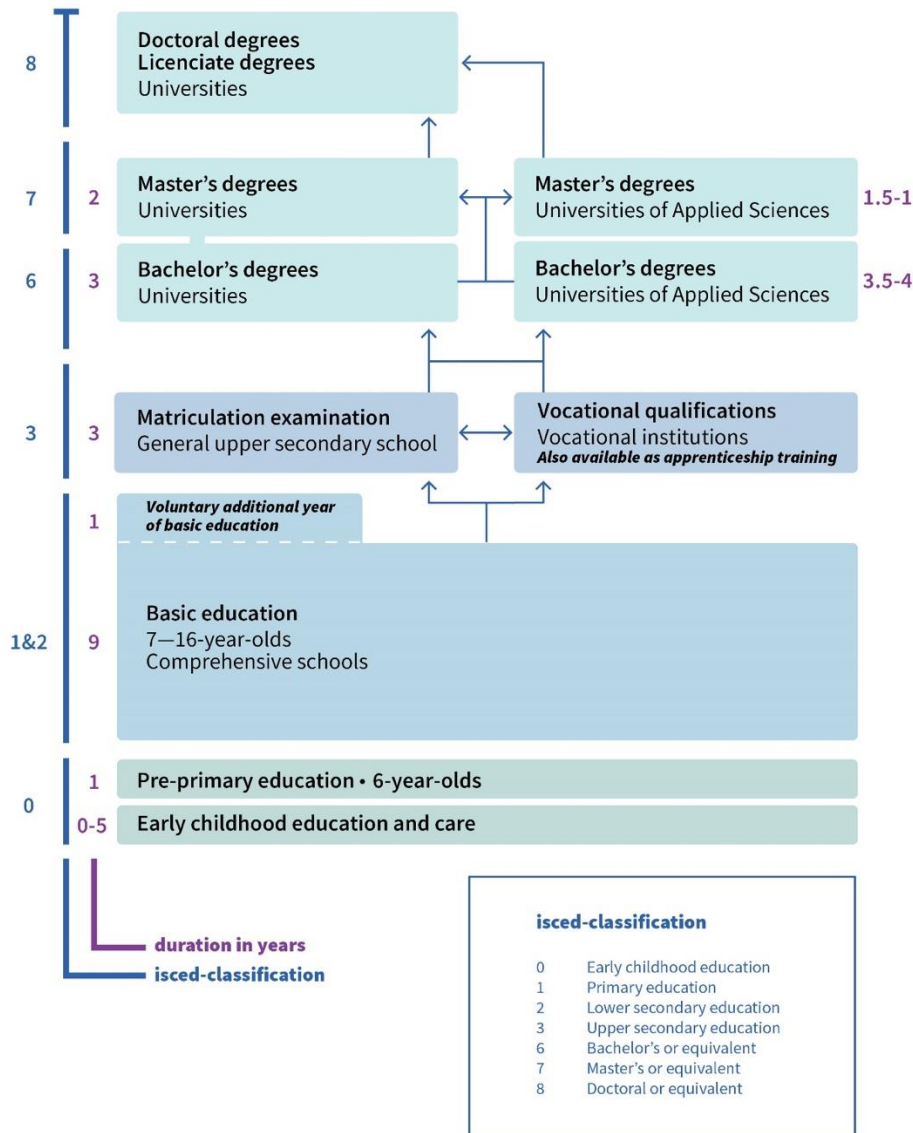 8
Doctoral degrees
Licenciate degrees
Universities
7
2
Master’s degrees
Universities
Master’s degrees
Universities of Applied Sciences
1.5-1
6
3
Bachelor’s degrees
Universities
Bachelor’s degrees
Universities of Applied Sciences
3.5-4
3
3
Matriculation examination
General upper secondary school
Vocational qualifications
Vocational institutions
Also available as apprenticeship training
1
Voluntary additional year
of basic education
1&2
9
Basic education
7—16-year-olds
Comprehensive schools
0
1
Pre-primary education • 6-year-olds
0-5
Early childhood education and care
duration in years
isced-classification
isced-classification
0 Early childhood education
1 Primary education
2 Lower secondary education
3 Upper secondary education
6 Bachelor’s or equivalent
7 Master’s or equivalent
8 Doctoral or equivalent